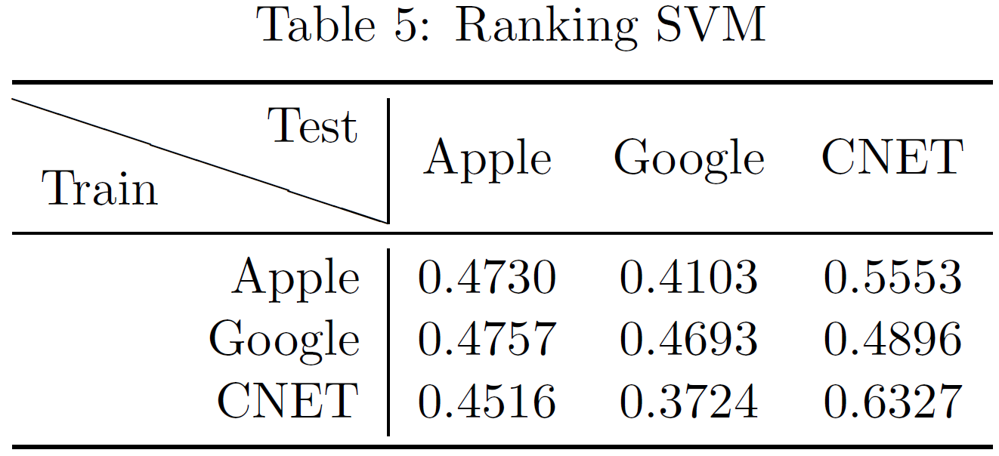 Table 5: Ranking SVM
Test
Train
Apple Google CNET
Apple 0.4730 0.4103 0.5553
Google 0.4757 0.4693 0.4896
CNET 0.4516 0.3724 0.6327